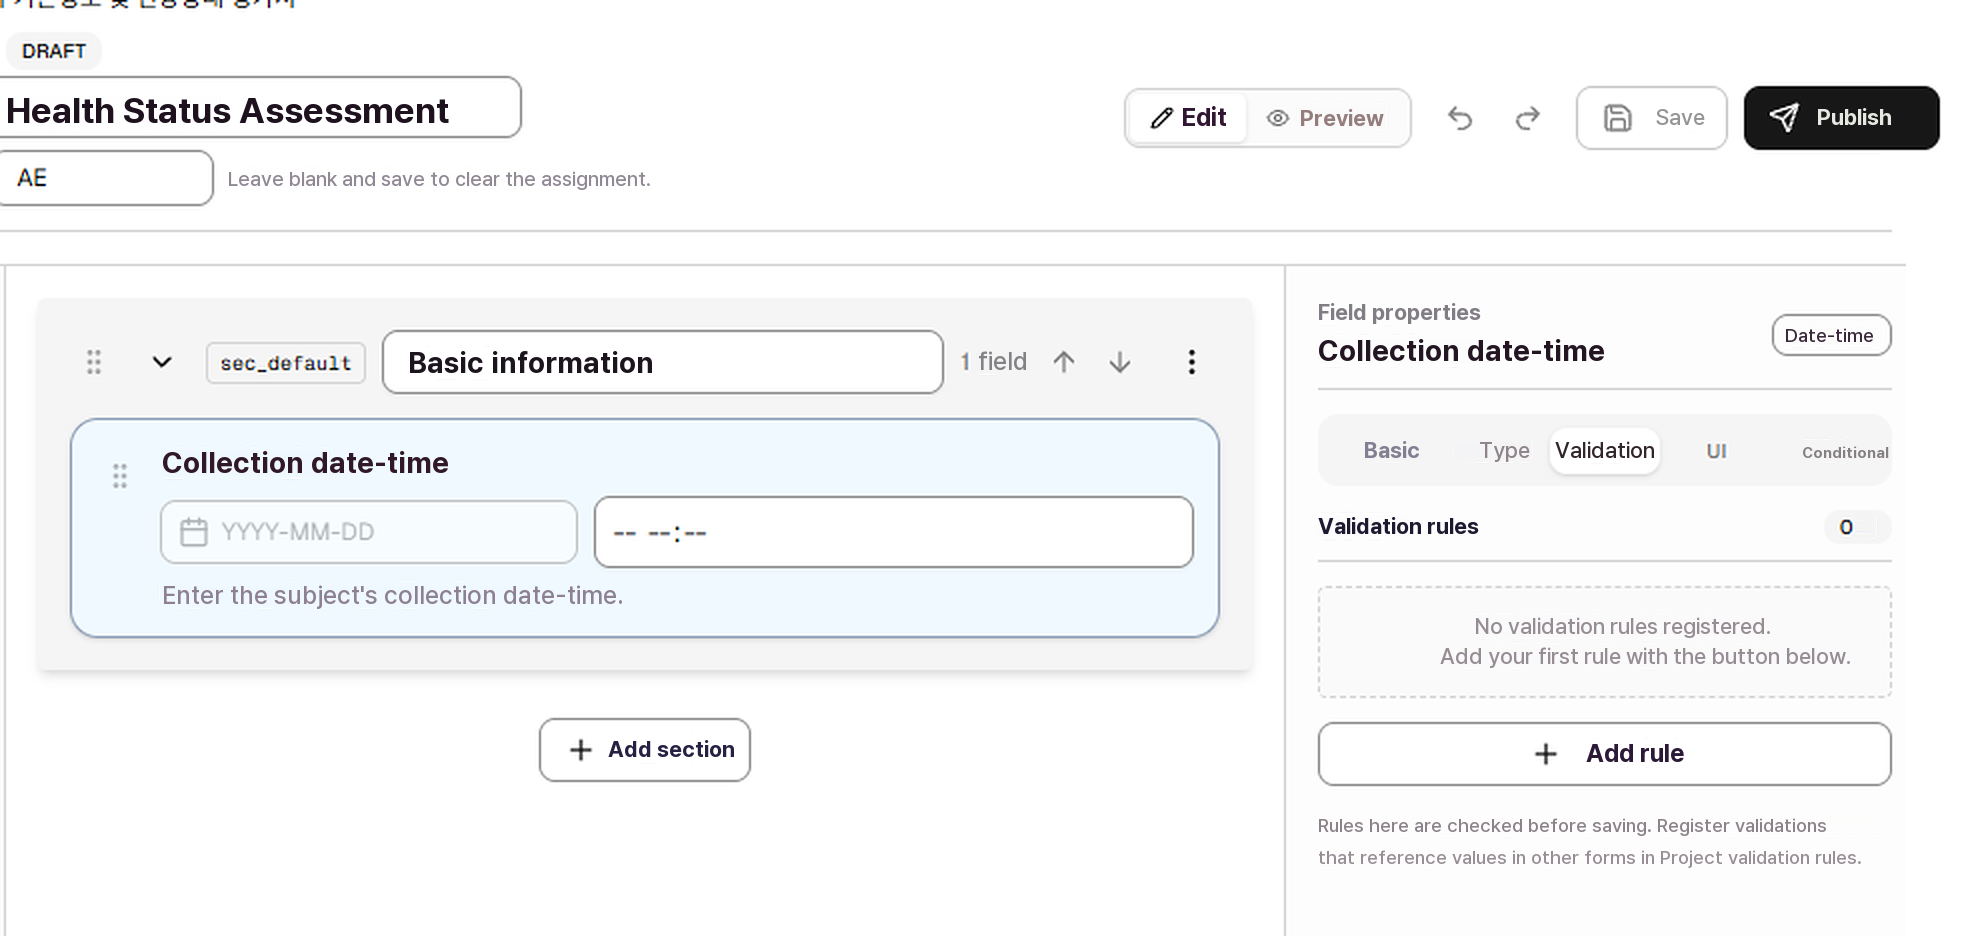 DRAFT
Health Status Assessment
Edit
Preview
Save
Publish
AE
Leave blank and save to clear the assignment.
sec_default
Basic information
1 field
Collection date-time
YYYY-MM-DD
-- --:--
Enter the subject's collection date-time.
Add section
Field properties
Collection date-time
Date-time
Basic
Type
Validation
UI
Conditional
Validation rules
0
No validation rules registered.
Add your first rule with the button below.
Add rule
Rules here are checked before saving. Register validations
that reference values in other forms in Project validation rules.